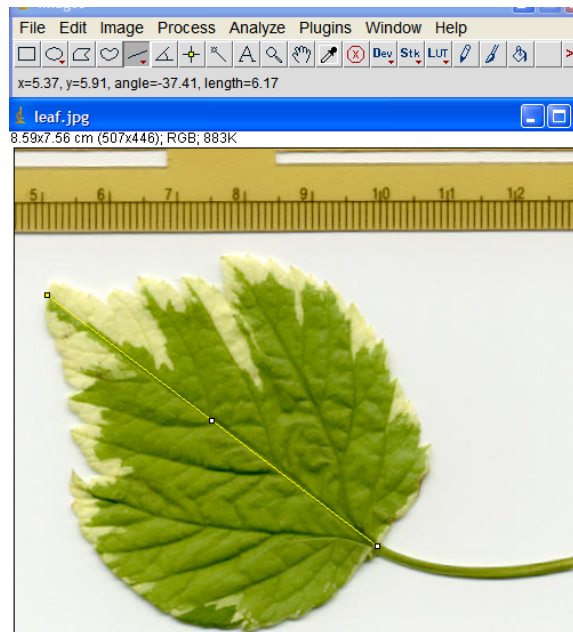 File Edit Image Process Analyze Plugins Window Help
A Dev Stk LUT >
x=5.37, y=5.91, angle=-37.41, length=6.17
leaf.jpg
8.59x7.56 cm (507x446); RGB; 883K
5 6 7 8 9 10 11 12